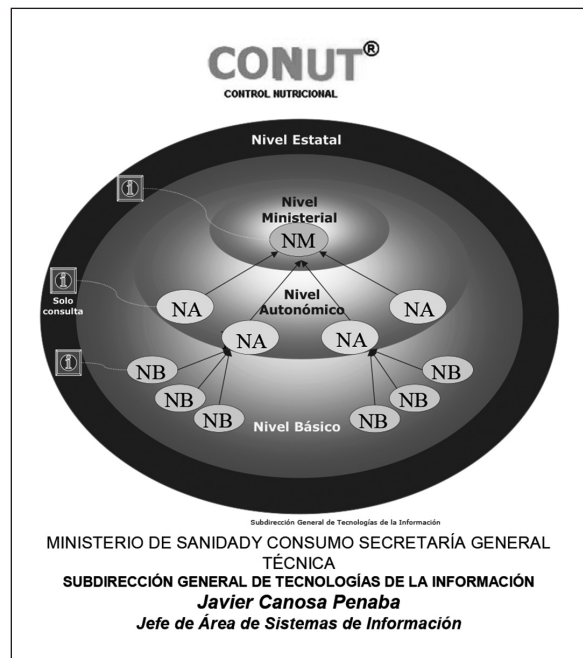 CONUT®
CONTROL NUTRICIONAL
Nivel Estatal
Nivel
Ministerial
NM
Solo
consulta
NA
Nivel
Autonómico
NA
NA
NA
NB
NB
NB
NB
NB
NB
Nivel Básico
Subdirección General de Tecnologías de la Información
MINISTERIO DE SANIDADY CONSUMO SECRETARÍA GENERAL
TÉCNICA
SUBDIRECCIÓN GENERAL DE TECNOLOGÍAS DE LA INFORMACIÓN
Javier Canosa Penaba
Jefe de Área de Sistemas de Información